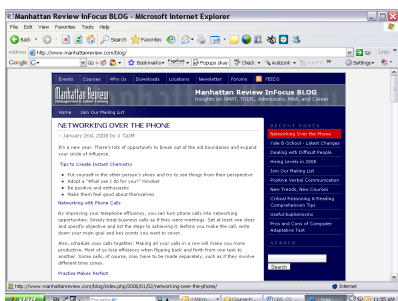 Manhattan Review InFocus BLOG - Microsoft Internet Explorer
File Edit View Favorites Tools Help
Back Search Favorites
Address http://www.manhattanreview.com/blog/ Go Links
Google Go Bookmarks PageRank Popups okay Check AutoLink Settings
Events Courses Why Us Downloads Locations Newsletter Forums FEEDS
Manhattan Review
Manhattan Review InFocus BLOG
Insights on GMAT, TOEFL, Admissions, MBA, and Career
Home Join Our Mailing List
NETWORKING OVER THE PHONE
~ January 2nd, 2008 by J TazM
It's a new year. There's lots of opportunity to break out of the old boundaries and expand
your circle of influence.
Tips to Create Instant Chemistry
Put yourself in the other person's shoes and try to see things from their perspective
Adopt a "What can I do for you?" mindset
Be positive and enthusiastic
Make them feel good about themselves
Networking with Phone Calls
By improving your telephone efficiency, you can turn phone calls into networking
opportunities. Simply treat business calls as if they were meetings. Set at least one clear
and specific objective and list the steps to achieving it. Before you make the call, write
down your main goal and key points you want to cover.
Also, schedule your calls together. Making all your calls in a row will make you more
productive. Most of us lose efficiency when flipping back and forth from one task to
another. Some calls, of course, may have to be made separately, such as if they involve
different time zones.
Practice Makes Perfect
RECENT POSTS
Networking Over the Phone
Yale B-School - Latest Changes
Dealing with Difficult People
Hiring Levels in 2008
Join Our Mailing List
Positive Verbal Communication
New Trends, New Courses
Critical Reasoning & Reading
Comprehension Tips
Useful Euphemisms
Pros and Cons of Computer
Adaptive Test
SEARCH
Search
http://www.manhattanreview.com/blog/index.php/2008/01/02/networking-over-the-phone/ Internet
11:55 AM